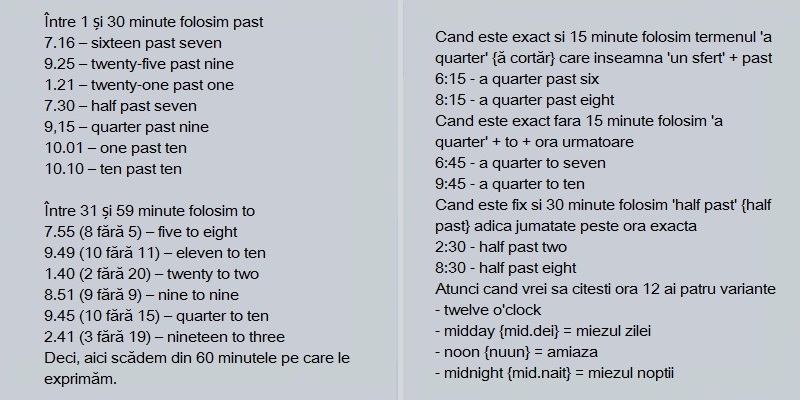 Între 1 și 30 minute folosim past
7.16 – sixteen past seven
9.25 – twenty-five past nine
1.21 – twenty-one past one
7.30 – half past seven
9,15 – quarter past nine
10.01 – one past ten
10.10 – ten past ten
Între 31 și 59 minute folosim to
7.55 (8 fără 5) – five to eight
9.49 (10 fără 11) – eleven to ten
1.40 (2 fără 20) – twenty to two
8.51 (9 fără 9) – nine to nine
9.45 (10 fără 15) – quarter to ten
2.41 (3 fără 19) – nineteen to three
Deci, aici scădem din 60 minutele pe care le
exprimăm.
Cand este exact si 15 minute folosim termenul 'a
quarter' {ă cortăr} care inseamna 'un sfert' + past
6:15 - a quarter past six
8:15 - a quarter past eight
Cand este exact fara 15 minute folosim 'a
quarter' + to + ora urmatoare
6:45 - a quarter to seven
9:45 - a quarter to ten
Cand este fix si 30 minute folosim 'half past' {half
past} adica jumatate peste ora exacta
2:30 - half past two
8:30 - half past eight
Atunci cand vrei sa citesti ora 12 ai patru variante
- twelve o'clock
- midday {mid.dei} = miezul zilei
- noon {nuun} = amiaza
- midnight {mid.nait} = miezul noptii